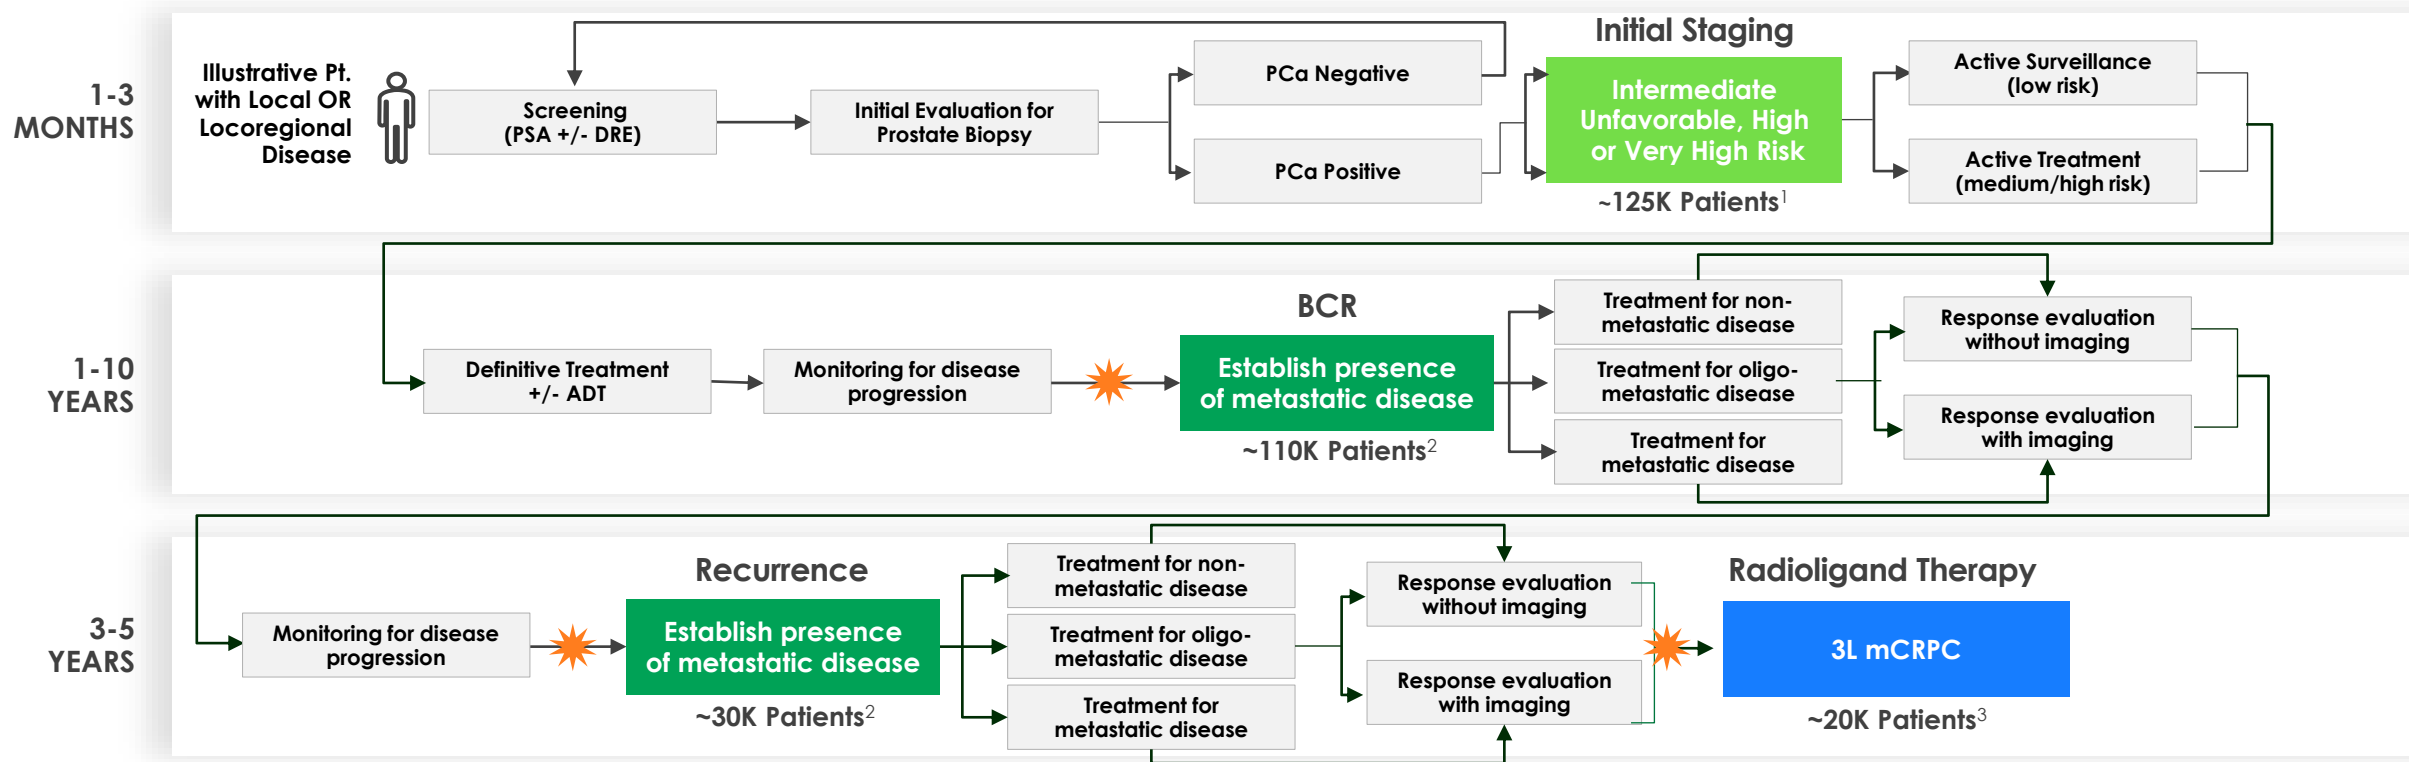 1-3
MONTHS
Illustrative Pt.
with Local OR
Locoregional
Disease
Screening
(PSA +/- DRE)
Initial Evaluation for
Prostate Biopsy
PCa Negative
PCa Positive
Initial Staging
Intermediate
Unfavorable, High
or Very High Risk
~125K Patients1
Active Surveillance
(low risk)
Active Treatment
(medium/high risk)
1-10
YEARS
Definitive Treatment
+/- ADT
Monitoring for disease
progression
BCR
Establish presence
of metastatic disease
~110K Patients2
Treatment for non-
metastatic disease
Treatment for oligo-
metastatic disease
Treatment for
metastatic disease
Response evaluation
without imaging
Response evaluation
with imaging
3-5
YEARS
Monitoring for disease
progression
Recurrence
Establish presence
of metastatic disease
~30K Patients2
Treatment for non-
metastatic disease
Treatment for oligo-
metastatic disease
Treatment for
metastatic disease
Response evaluation
without imaging
Response evaluation
with imaging
Radioligand Therapy
3L mCRPC
~20K Patients3